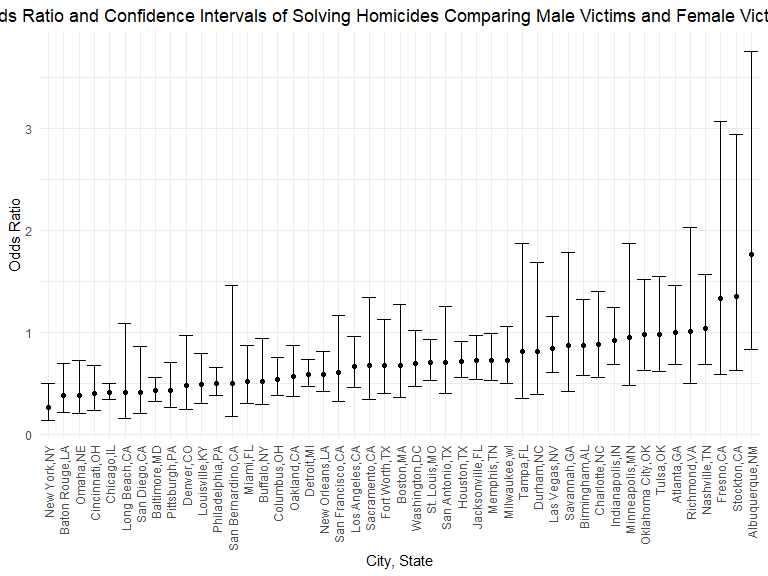 ds Ratio and Confidence Intervals of Solving Homicides Comparing Male Victims and Female Vict
Odds Ratio
3
2
1
0
New York,NY
Baton Rouge,LA
Omaha,NE
Cincinnati,OH
Chicago,IL
Long Beach,CA
San Diego,CA
Baltimore,MD
Pittsburgh,PA
Denver,CO
Louisville,KY
Philadelphia,PA
San Bernardino,CA
Miami,FL
Buffalo,NY
Columbus,OH
Oakland,CA
Detroit,MI
New Orleans,LA
San Francisco,CA
Los Angeles,CA
Sacramento,CA
Fort Worth,TX
Boston,MA
Washington,DC
St. Louis,MO
San Antonio,TX
Houston,TX
Jacksonville,FL
Memphis,TN
Milwaukee,wI
Tampa,FL
Durham,NC
Las Vegas,NV
Savannah,GA
Birmingham,AL
Charlotte,NC
Indianapolis,IN
Minneapolis,MN
Oklahoma City,OK
Tulsa,OK
Atlanta,GA
Richmond,VA
Nashville,TN
Fresno,CA
Stockton,CA
Albuquerque,NM
City, State